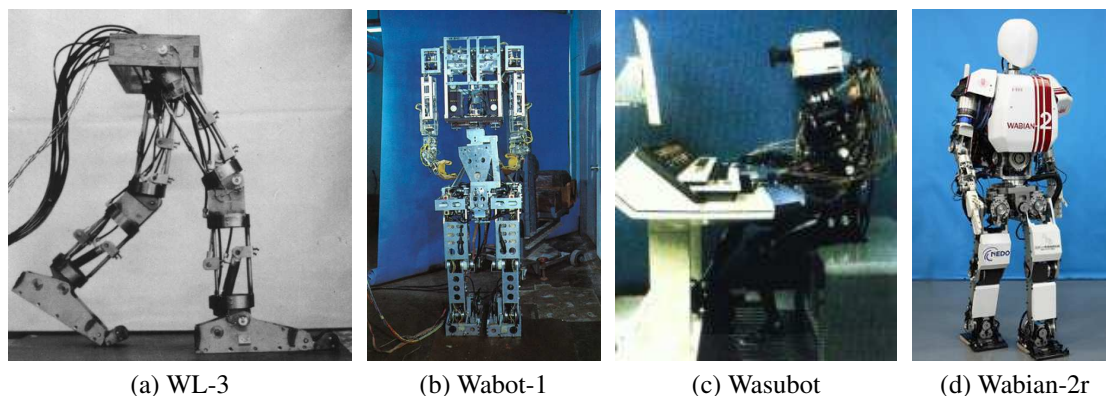 WABIAN-2
NEDO
(a) WL-3
(b) Wabot-1
(c) Wasubot
(d) Wabian-2r